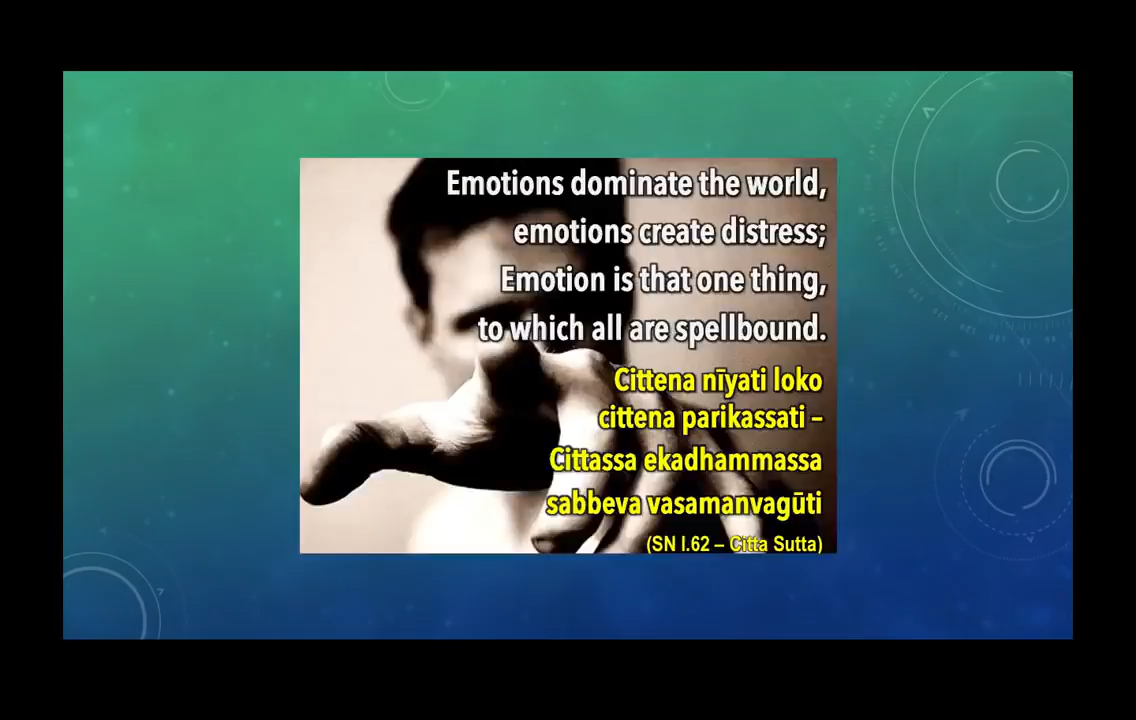 Emotions dominate the world,
emotions create distress;
Emotion is that one thing,
to which all are spellbound.
Cittena nīyati loko
cittena parikassati –
Cittassa ekadhammassa
sabbeva vasamanvagūti
(SN I.62 – Citta Sutta)